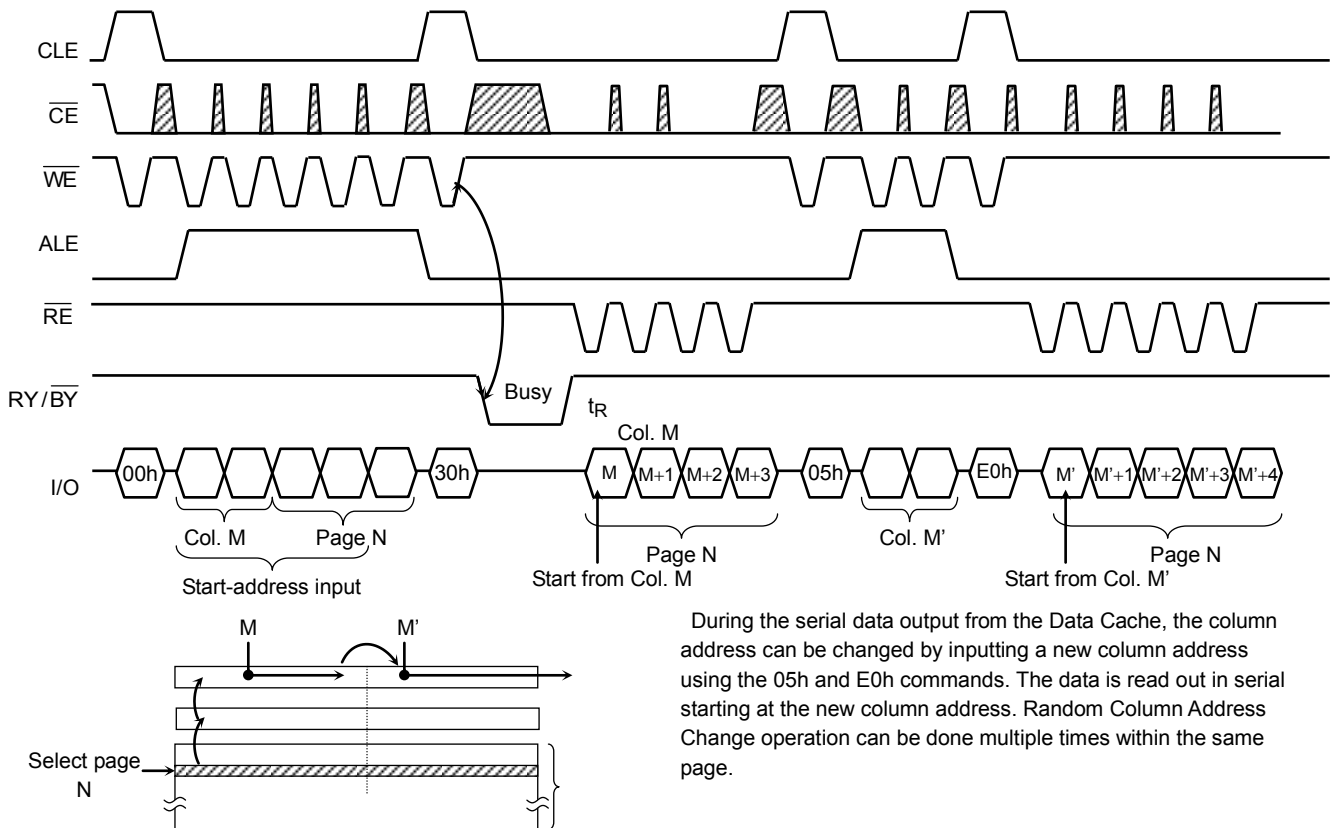 CLE
CE
WE
ALE
RE
RY/BY
Busy
tR
Col. M
I/O
00h
30h
M M+1 M+2 M+3
05h
E0h
M' M'+1 M'+2 M'+3 M'+4
Col. M
Page N
Col. M'
Page N
Page N
Start-address input
Start from Col. M
Start from Col. M'
M
M'
Select page
N
During the serial data output from the Data Cache, the column
address can be changed by inputting a new column address
using the 05h and E0h commands. The data is read out in serial
starting at the new column address. Random Column Address
Change operation can be done multiple times within the same
page.